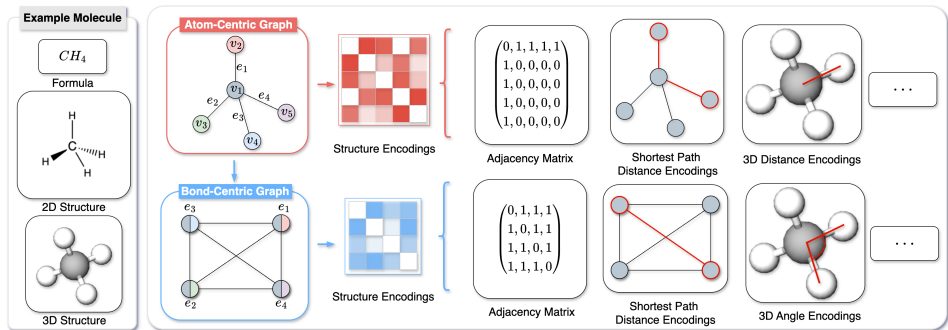 Example Molecule
CH₄
Formula
H
C
H
H
H
2D Structure
3D Structure
Atom-Centric Graph
v₂
e₁
v₁
e₂
e₄
e₃
v₃
v₅
v₄
Structure Encodings
0, 1, 1, 1, 1
1, 0, 0, 0, 0
1, 0, 0, 0, 0
1, 0, 0, 0, 0
1, 0, 0, 0, 0
Adjacency Matrix
Shortest Path
Distance Encodings
3D Distance Encodings
...
Bond-Centric Graph
e₃
e₁
e₂
e₄
Structure Encodings
0, 1, 1, 1
1, 0, 1, 1
1, 1, 0, 1
1, 1, 1, 0
Adjacency Matrix
Shortest Path
Distance Encodings
3D Angle Encodings
...